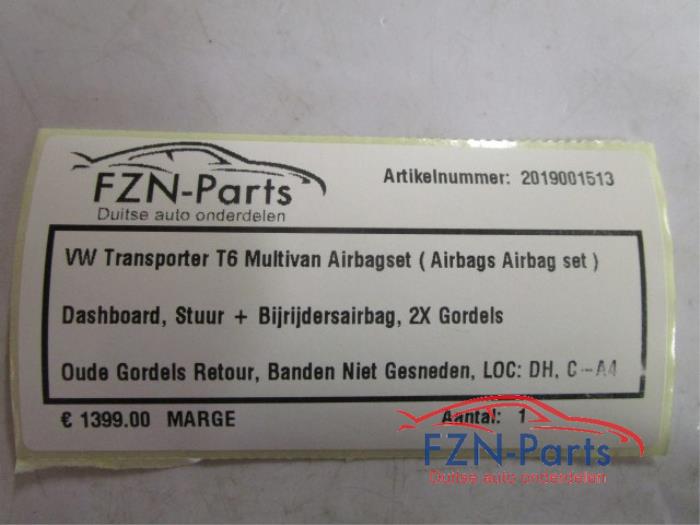 FZN-Parts
Duitse auto onderdelen
Artikelnummer: 2019001513
VW Transporter T6 Multivan Airbagset ( Airbags Airbag set )
Dashboard, Stuur + Bijrijdersairbag, 2X Gordels
Oude Gordels Retour, Banden Niet Gesneden, LOC: DH, C--A4
€ 1399.00 MARGE
Aantal: 1
FZN-Parts
Duitse auto onderdelen